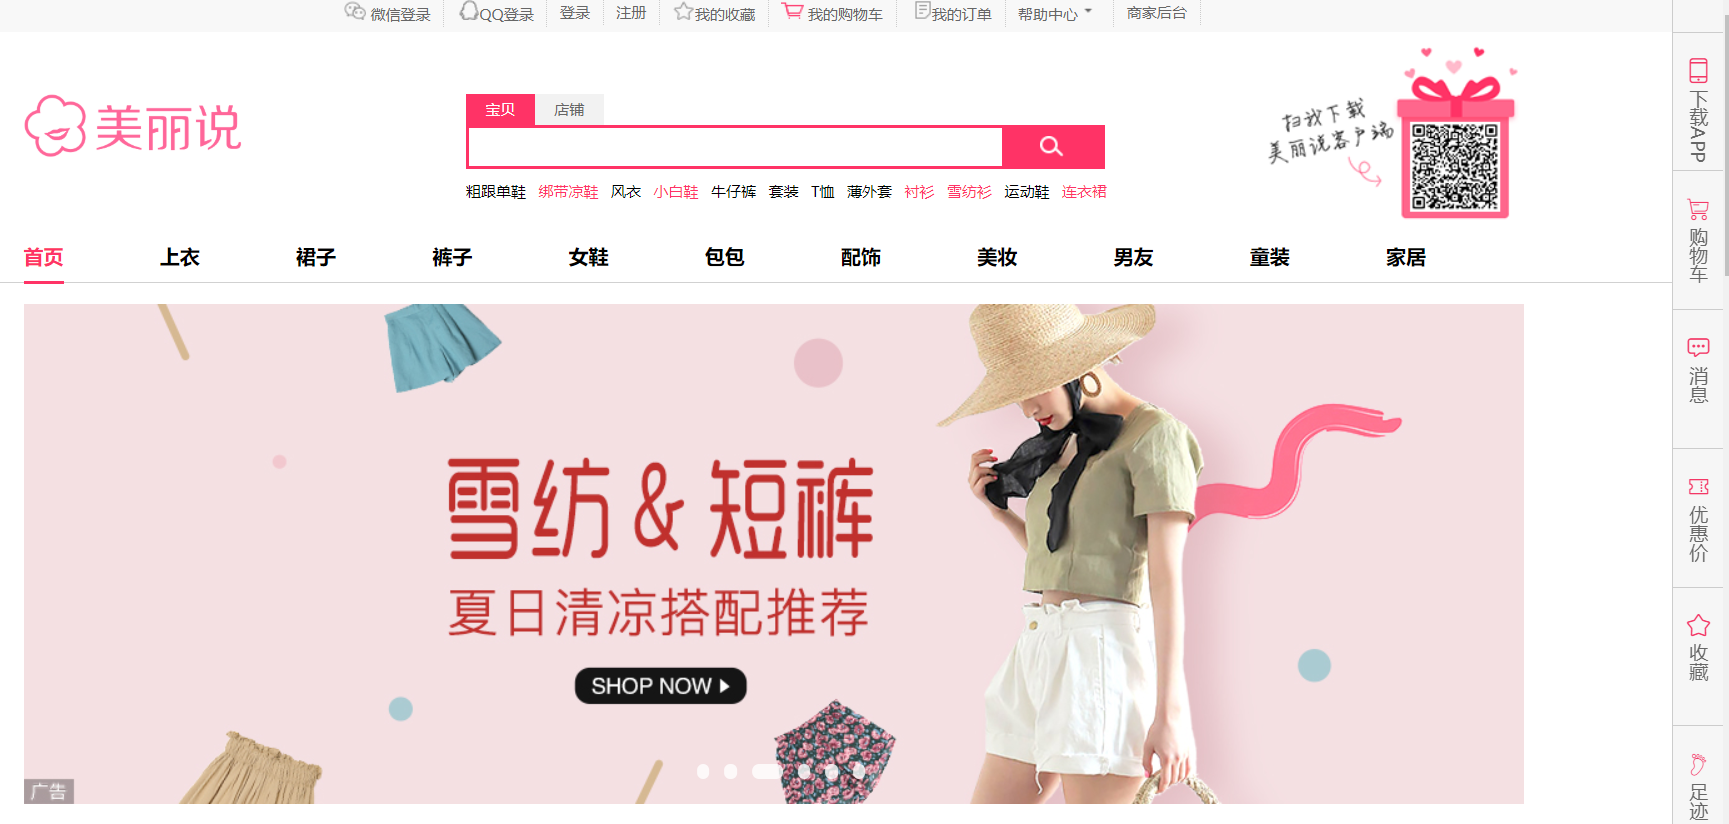 微信登录 QQ登录 登录 注册 我的收藏 我的购物车 我的订单 帮助中心 商家后台
美丽说
宝贝 店铺
粗跟单鞋 绑带凉鞋 风衣 小白鞋 牛仔裤 套装 T恤 薄外套 衬衫 雪纺衫 运动鞋 连衣裙
扫我下载
美丽说客户端
首页 上衣 裙子 裤子 女鞋 包包 配饰 美妆 男友 童装 家居
雪纺&短裤
夏日清凉搭配推荐
SHOP NOW
广告
下载APP
购物车
消息
优惠价
收藏
足迹